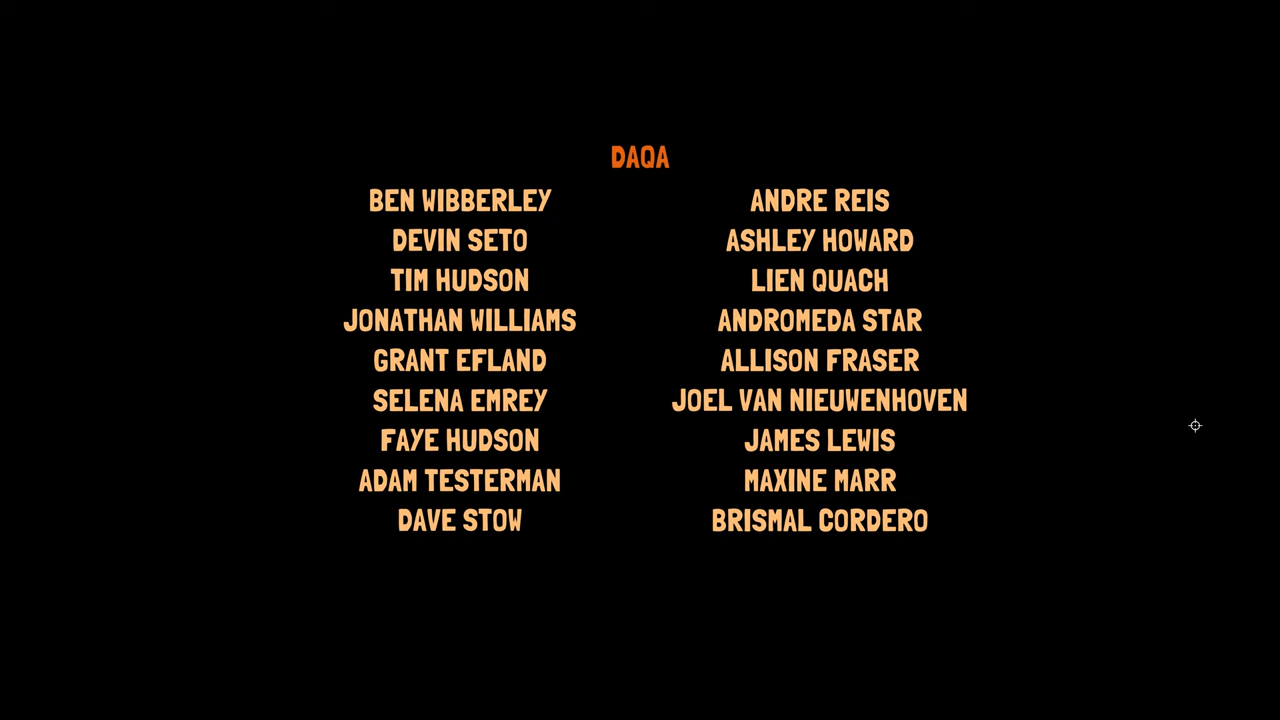 DAQA
BEN WIBBERLEY ANDRE REIS
DEVIN SETO ASHLEY HOWARD
TIM HUDSON LIEN QUACH
JONATHAN WILLIAMS ANDROMEDA STAR
GRANT EFLAND ALLISON FRASER
SELENA EMREY JOEL VAN NIEUWENHOVEN
FAYE HUDSON JAMES LEWIS
ADAM TESTERMAN MAXINE MARR
DAVE STOW BRISMAL CORDERO